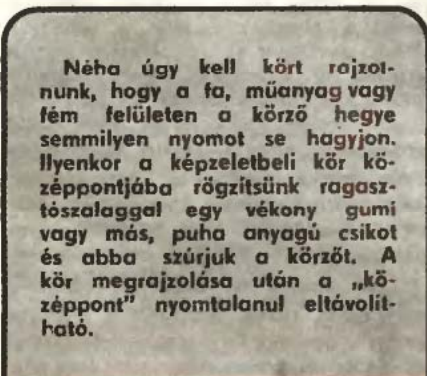 Néha úgy kell kört rajzol-
nunk, hogy a fa, műanyag vagy
fém felületen a körző hegye
semmilyen nyomot se hagyjon.
Ilyenkor a képzeletbeli kör kö-
zéppontjába rögzítsünk ragasz-
tószalaggal egy vékony gumi
vagy más, puha anyagú csíkot
és abba szúrjuk a körzőt. A
kör megrajzolása után a „kö-
zéppont” nyomtalanul eltávolít-
ható.